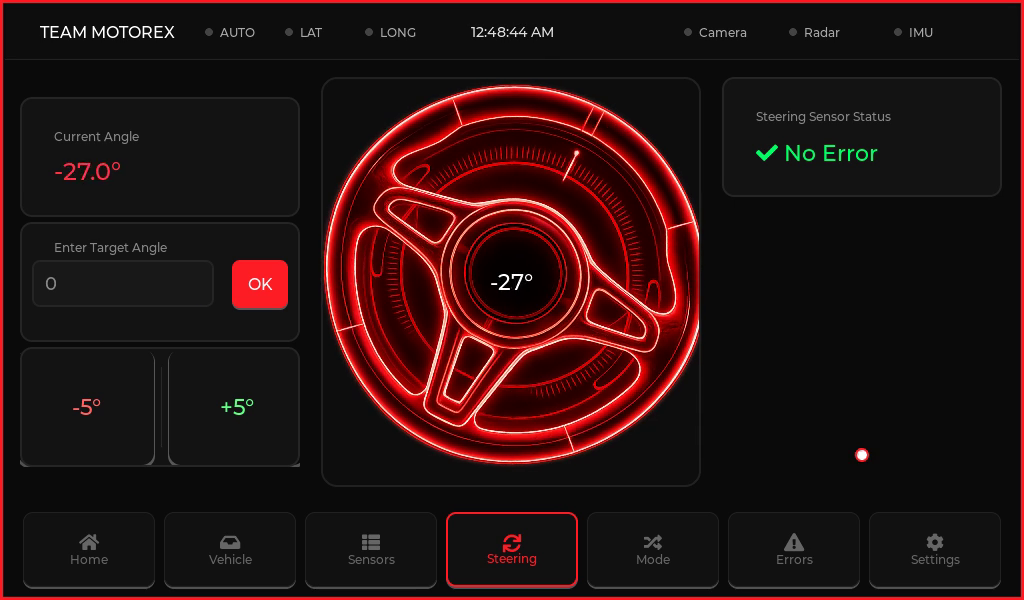 TEAM MOTOREX
AUTO
LAT
LONG
12:48:44 AM
Camera
Radar
IMU
Current Angle
-27.0°
Enter Target Angle
0
OK
-5°
+5°
-27°
Steering Sensor Status
No Error
Home
Vehicle
Sensors
Steering
Mode
Errors
Settings